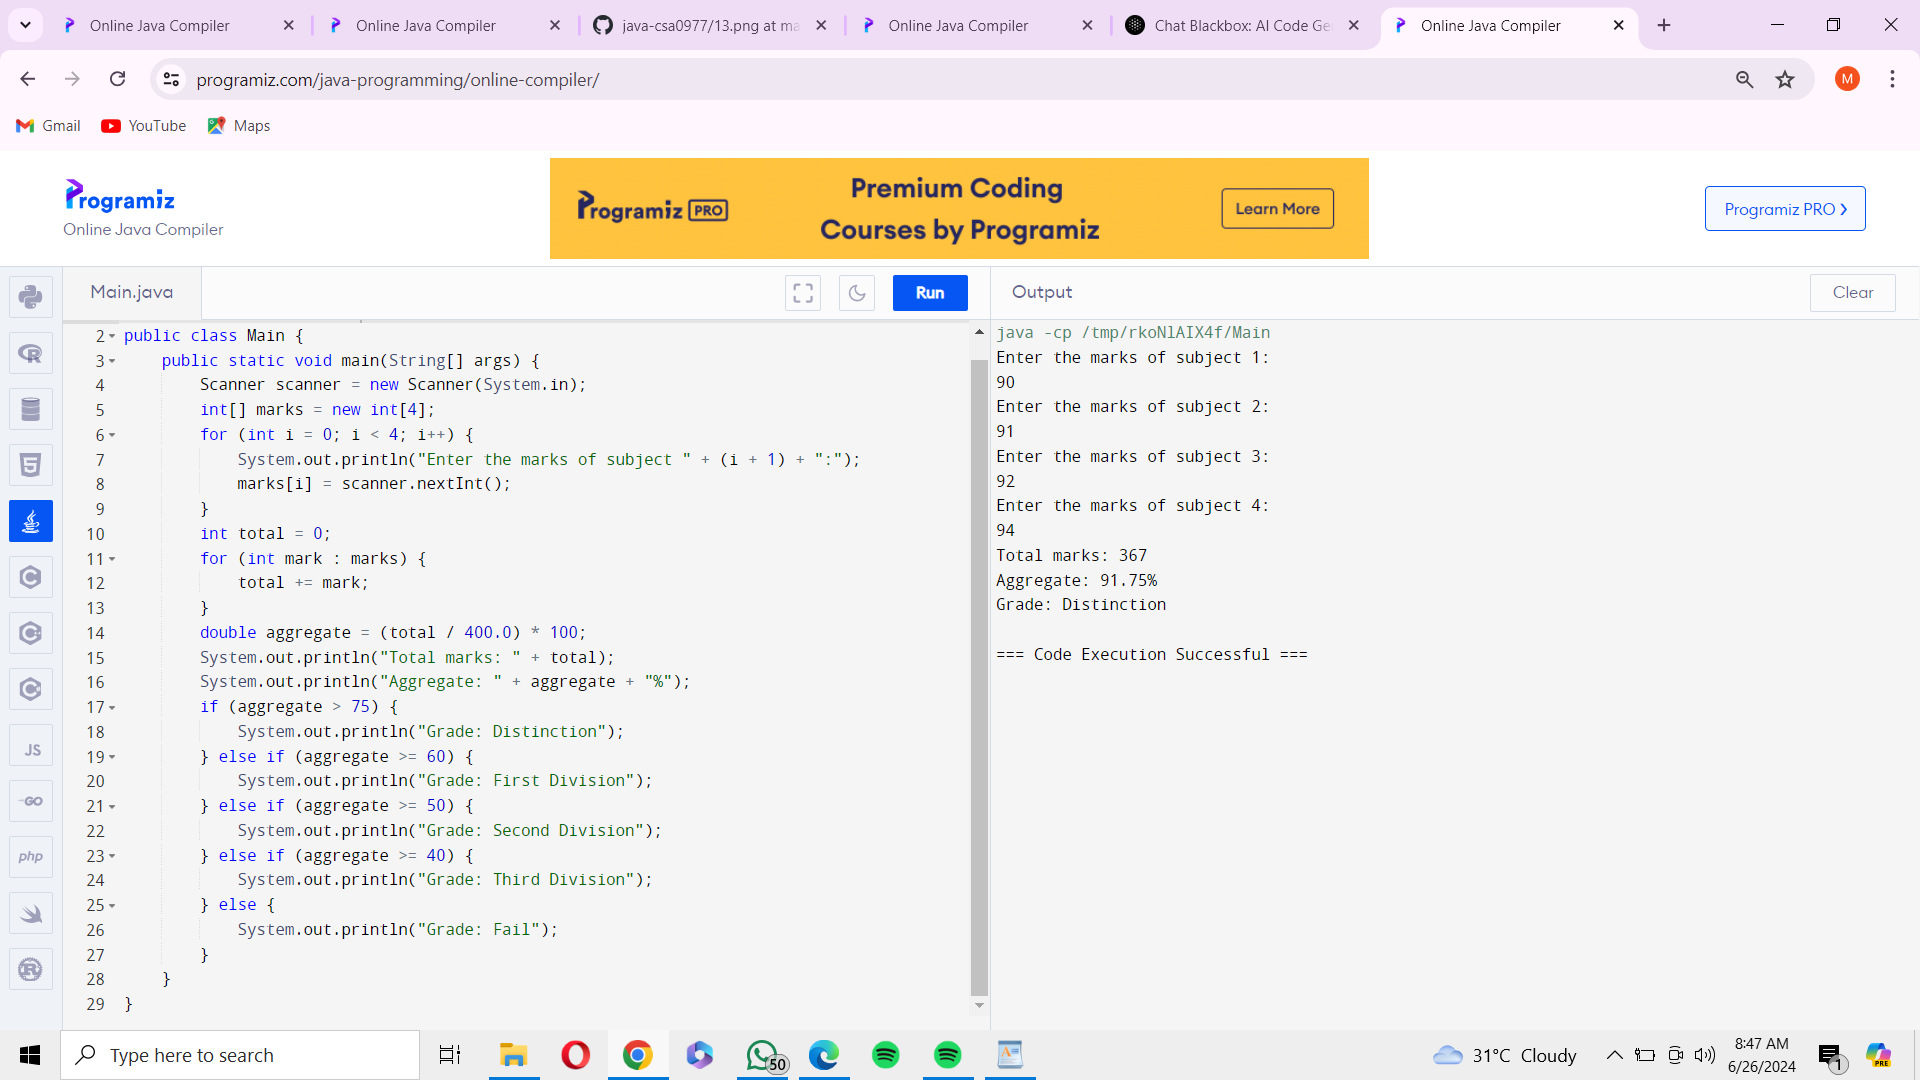 Online Java Compiler
Online Java Compiler
java-csa0977/13.png at ma
Online Java Compiler
Chat Blackbox: AI Code Ge
Online Java Compiler
programiz.com/java-programming/online-compiler/
M
Gmail
YouTube
Maps
Programiz
Online Java Compiler
Programiz PRO
Premium Coding
Courses by Programiz
Learn More
Programiz PRO ›
Main.java
Run
Output
Clear
2 public class Main {
3 public static void main(String[] args) {
4 Scanner scanner = new Scanner(System.in);
5 int[] marks = new int[4];
6 for (int i = 0; i < 4; i++) {
7 System.out.println("Enter the marks of subject " + (i + 1) + ":");
8 marks[i] = scanner.nextInt();
9 }
10 int total = 0;
11 for (int mark : marks) {
12 total += mark;
13 }
14 double aggregate = (total / 400.0) * 100;
15 System.out.println("Total marks: " + total);
16 System.out.println("Aggregate: " + aggregate + "%");
17 if (aggregate > 75) {
18 System.out.println("Grade: Distinction");
19 } else if (aggregate >= 60) {
20 System.out.println("Grade: First Division");
21 } else if (aggregate >= 50) {
22 System.out.println("Grade: Second Division");
23 } else if (aggregate >= 40) {
24 System.out.println("Grade: Third Division");
25 } else {
26 System.out.println("Grade: Fail");
27 }
28 }
29 }
java -cp /tmp/rkoNlAIX4f/Main
Enter the marks of subject 1:
90
Enter the marks of subject 2:
91
Enter the marks of subject 3:
92
Enter the marks of subject 4:
94
Total marks: 367
Aggregate: 91.75%
Grade: Distinction
=== Code Execution Successful ===
JS
GO
php
Type here to search
50
31°C Cloudy
8:47 AM
6/26/2024
1
PRE